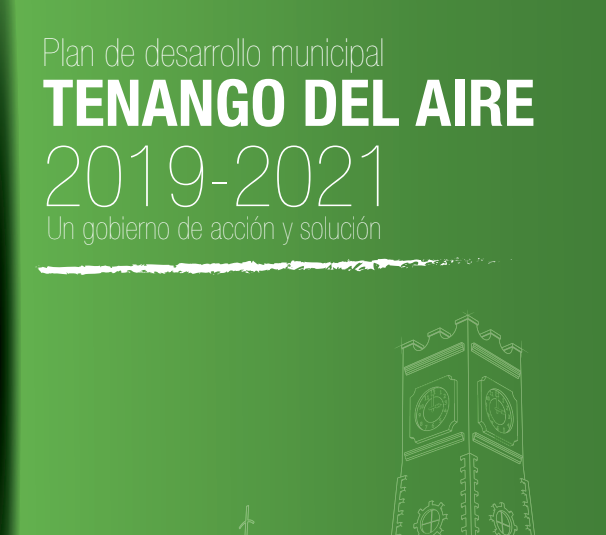 Plan de desarrollo municipal
TENANGO DEL AIRE
2019-2021
Un gobierno de acción y solución